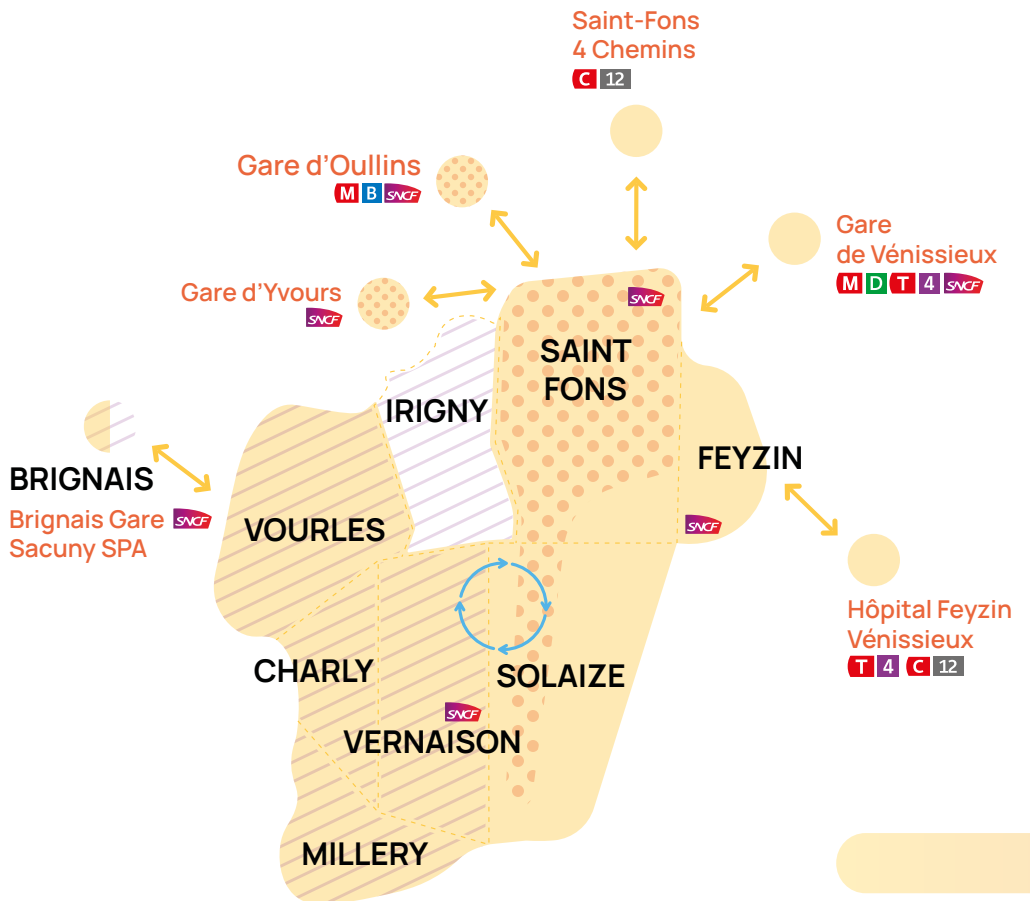 Saint-Fons
4 Chemins
C 12
Gare d'Oullins
M B SNCF
Gare
de Vénissieux
M D T 4 SNCF
Gare d'Yvours
SNCF
SNCF
SAINT
FONS
IRIGNY
FEYZIN
BRIGNAIS
Brignais Gare SNCF
Sacuny SPA
VOURLES
SNCF
Hôpital Feyzin
Vénissieux
T 4 C 12
CHARLY
SOLAIZE
SNCF
VERNAISON
MILLERY